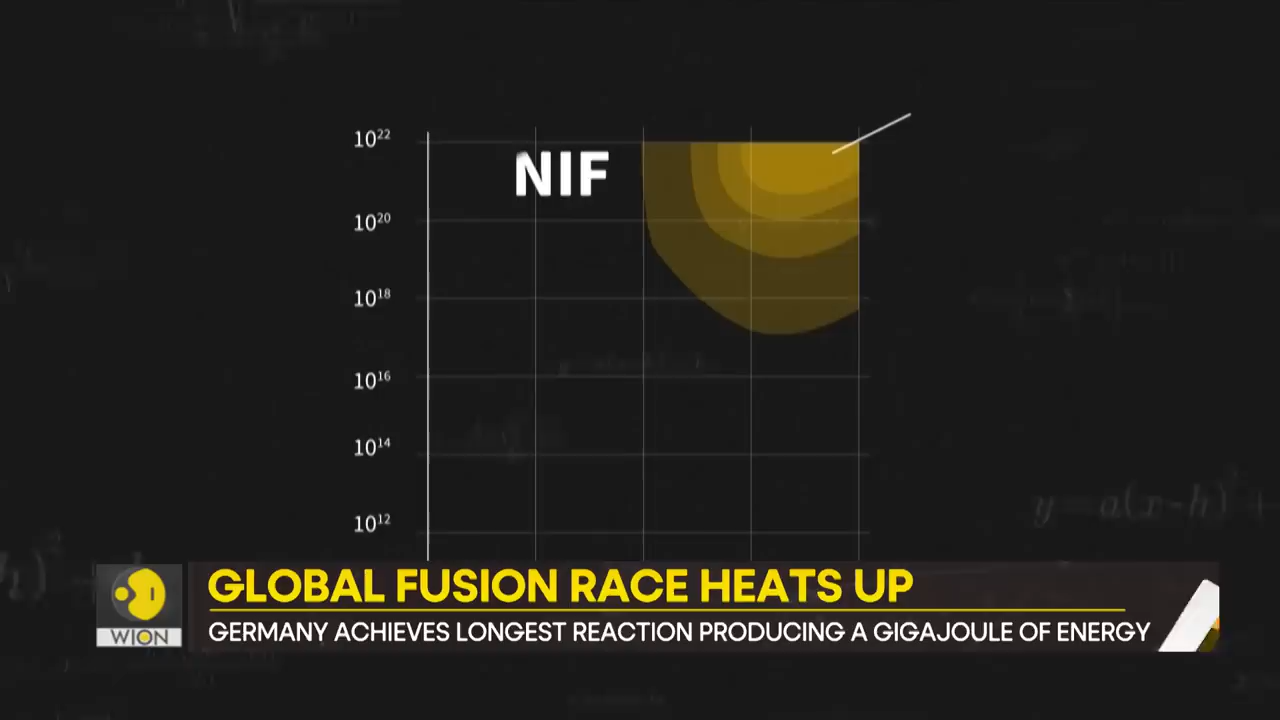 10²²
NIF
10²⁰
10¹⁸
10¹⁶
10¹⁴
10¹²
y=a(x-h)²+
GLOBAL FUSION RACE HEATS UP
GERMANY ACHIEVES LONGEST REACTION PRODUCING A GIGAJOULE OF ENERGY
WION